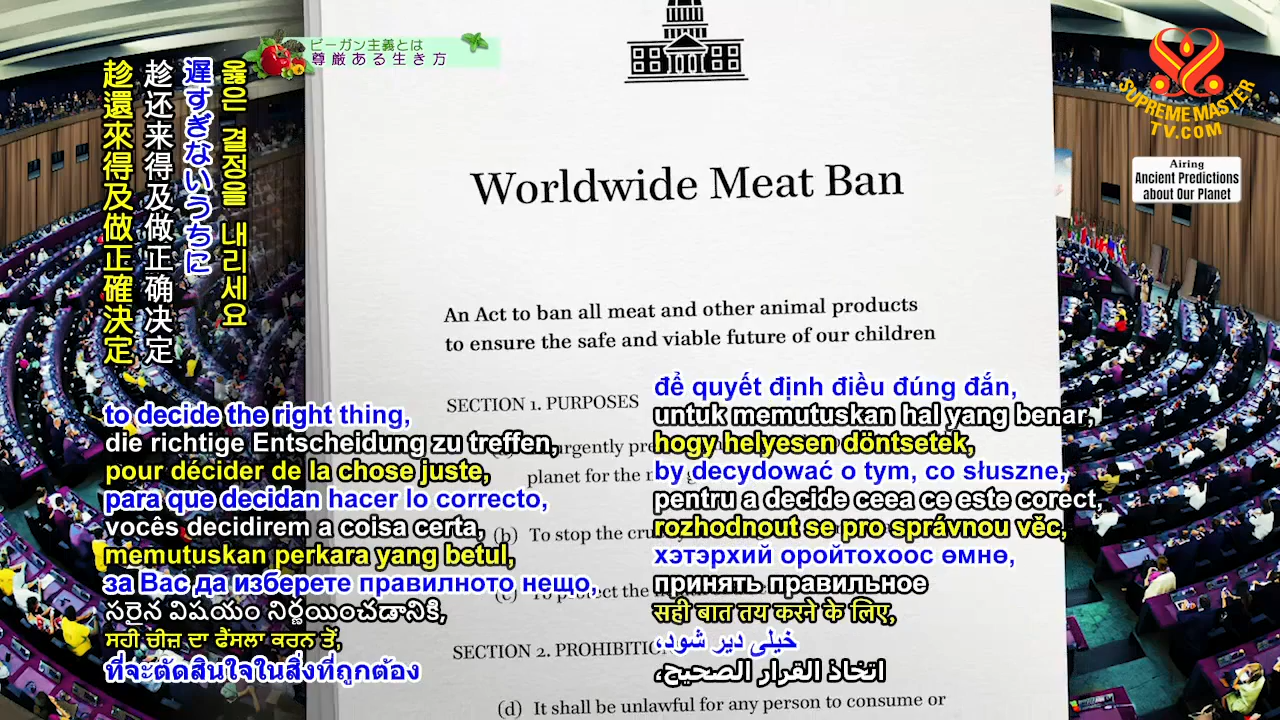 ビーガン主義とは
尊厳ある生き方
SUPREME MASTER
TV.COM
Airing
Ancient Predictions
about Our Planet
옳은 결정을 내리세요
遅すぎないうちに
趁还来得及做正确决定
趁還來得及做正確決定
Worldwide Meat Ban
An Act to ban all meat and other animal products
to ensure the safe and viable future of our children
SECTION 1. PURPOSES
urgently
planet for the
(b) To stop the
(c) To protect the
SECTION 2.
(d) It shall be unlawful for any person to consume or
to decide the right thing,
die richtige Entscheidung zu treffen,
pour décider de la chose juste,
para que decidan hacer lo correcto,
vocês decidirem a coisa certa,
memutuskan perkara yang betul,
за Вас да изберете правилното нещо,
సరైన విషయం నిర్ణయించడానికి,
ਸਹੀ ਚੀਜ਼ ਦਾ ਫੈਂਸਲਾ ਕਰਨ ਤੋਂ,
ที่จะตัดสินใจในสิ่งที่ถูกต้อง
để quyết định điều đúng đắn,
untuk memutuskan hal yang benar,
hogy helyesen döntsetek,
by decydować o tym, co słuszne,
pentru a decide ceea ce este corect,
rozhodnout se pro správnou věc,
хэтэрхий оройтохоос өмнө,
принять правильное
सही बात तय करने के लिए,
خیلی دیر شود،
اتخاذ القرار الصحيح،